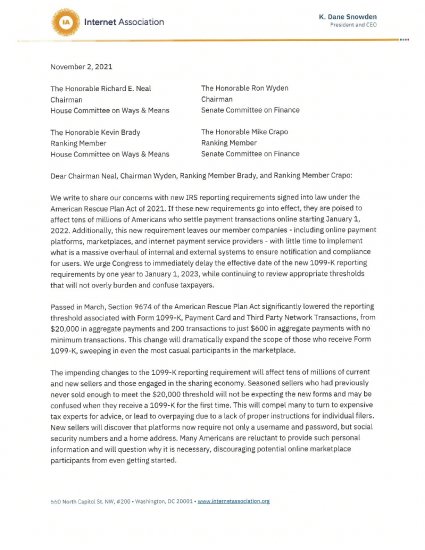 IA Internet Association
K. Dane Snowden
President and CEO
November 2, 2021
The Honorable Richard E. Neal
Chairman
House Committee on Ways & Means
The Honorable Ron Wyden
Chairman
Senate Committee on Finance
The Honorable Kevin Brady
Ranking Member
House Committee on Ways & Means
The Honorable Mike Crapo
Ranking Member
Senate Committee on Finance
Dear Chairman Neal, Chairman Wyden, Ranking Member Brady, and Ranking Member Crapo:
We write to share our concerns with new IRS reporting requirements signed into law under the
American Rescue Plan Act of 2021. If these new requirements go into effect, they are poised to
affect tens of millions of Americans who settle payment transactions online starting January 1,
2022. Additionally, this new requirement leaves our member companies - including online payment
platforms, marketplaces, and internet payment service providers - with little time to implement
what is a massive overhaul of internal and external systems to ensure notification and compliance
for users. We urge Congress to immediately delay the effective date of the new 1099-K reporting
requirements by one year to January 1, 2023, while continuing to review appropriate thresholds
that will not overly burden and confuse taxpayers.
Passed in March, Section 9674 of the American Rescue Plan Act significantly lowered the reporting
threshold associated with Form 1099-K, Payment Card and Third Party Network Transactions, from
$20,000 in aggregate payments and 200 transactions to just $600 in aggregate payments with no
minimum transactions. This change will dramatically expand the scope of those who receive Form
1099-K, sweeping in even the most casual participants in the marketplace.
The impending changes to the 1099-K reporting requirement will affect tens of millions of current
and new sellers and those engaged in the sharing economy. Seasoned sellers who had previously
never sold enough to meet the $20,000 threshold will not be expecting the new forms and may be
confused when they receive a 1099-K for the first time. This will compel many to turn to expensive
tax experts for advice, or lead to overpaying due to a lack of proper instructions for individual filers.
New sellers will discover that platforms now require not only a username and password, but social
security numbers and a home address. Many Americans are reluctant to provide such personal
information and will question why it is necessary, discouraging potential online marketplace
participants from even getting started.
660 North Capitol St. NW, #200 • Washington, DC 20001 • www.internetassociation.org